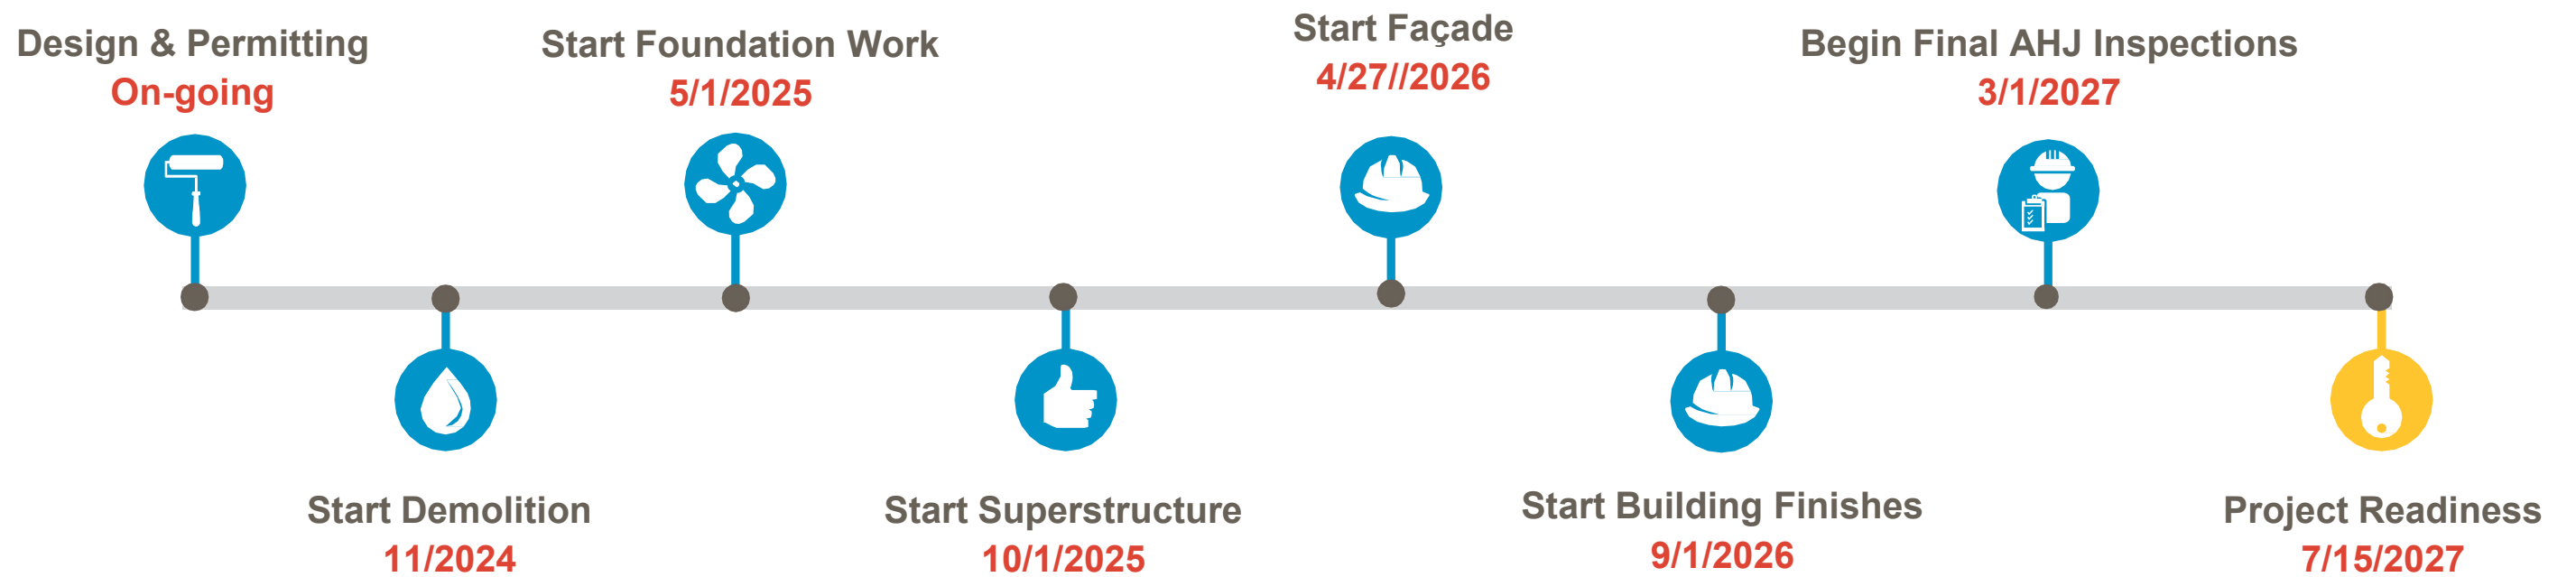 Design & Permitting
On-going
Start Demolition
11/2024
Start Foundation Work
5/1/2025
Start Superstructure
10/1/2025
Start Façade
4/27//2026
Start Building Finishes
9/1/2026
Begin Final AHJ Inspections
3/1/2027
Project Readiness
7/15/2027